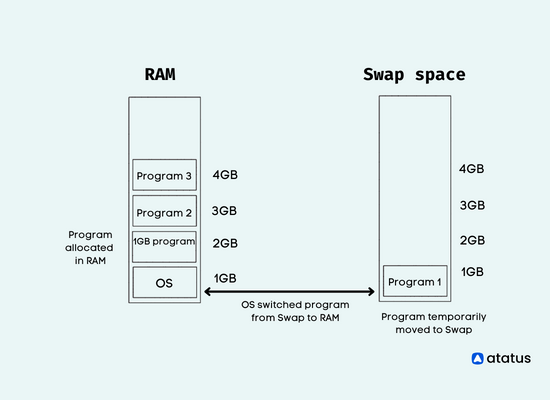 RAM
Swap space
Program 3
4GB
Program 2
3GB
1GB program
2GB
OS
1GB
Program
allocated
in RAM
OS switched program
from Swap to RAM
4GB
3GB
2GB
1GB
Program 1
Program temporarily
moved to Swap
atatus